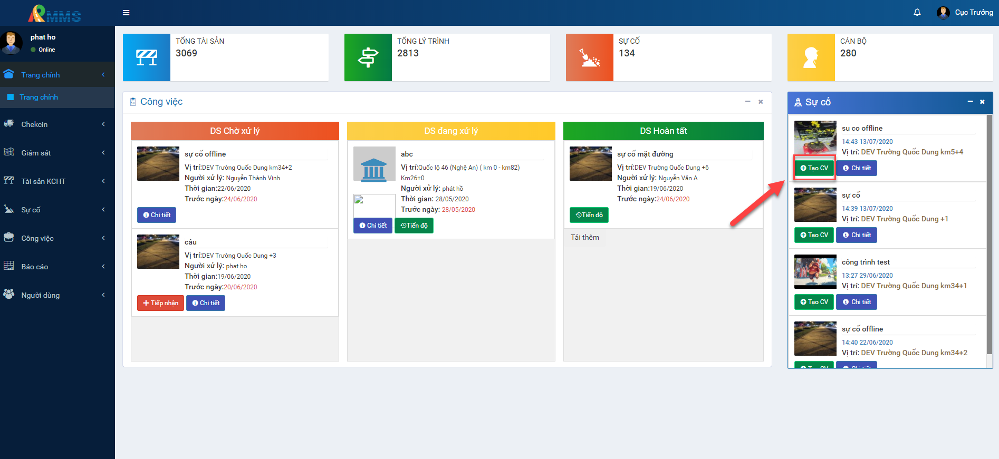 RMMS
Cục Trưởng
phat ho
Online
Trang chính
Trang chính
Chekcin
Giám sát
Tài sản KCHT
Sự cố
Công việc
Báo cáo
Người dùng
TỔNG TÀI SẢN
3069
TỔNG LÝ TRÌNH
2813
SỰ CỐ
134
CÁN BỘ
280
Công việc
DS Chờ xử lý
sự cố offline
Vị trí:DEV Trường Quốc Dung km34+2
Người xử lý: Nguyễn Thành Vinh
Thời gian:22/06/2020
Trước ngày:24/06/2020
Chi tiết
câu
Vị trí:DEV Trường Quốc Dung +3
Người xử lý: phat ho
Thời gian:19/06/2020
Trước ngày:20/06/2020
Tiếp nhận Chi tiết
DS đang xử lý
abc
Vị trí:Quốc lộ 46 (Nghệ An) ( km 0 - km82)
Km26+0
Người xử lý: phát hồ
Thời gian: 28/05/2020
Trước ngày: 28/05/2020
Chi tiết Tiến độ
DS Hoàn tất
sự cố mặt đường
Vị trí:DEV Trường Quốc Dung +6
Người xử lý: Nguyễn Văn A
Thời gian:19/06/2020
Trước ngày:24/06/2020
Tiến độ
Tải thêm
Sự cố
su co offline
14:43 13/07/2020
Vị trí: DEV Trường Quốc Dung km5+4
Tạo CV Chi tiết
sự cố
14:39 13/07/2020
Vị trí: DEV Trường Quốc Dung +1
Tạo CV Chi tiết
công trình test
13:27 29/06/2020
Vị trí: DEV Trường Quốc Dung km34+1
Tạo CV Chi tiết
sự cố offline
14:40 22/06/2020
Vị trí: DEV Trường Quốc Dung km34+2
Tạo CV Chi tiết